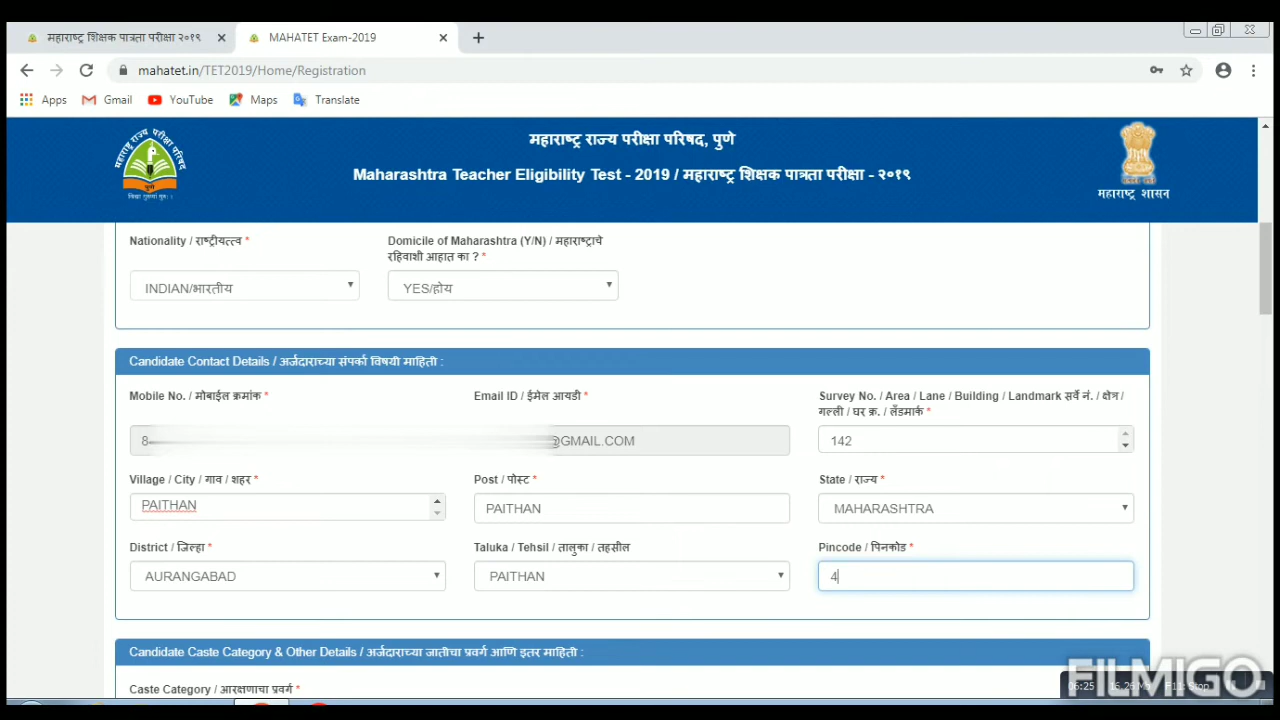 महाराष्ट्र शिक्षक पात्रता परीक्षा २०१९
MAHATET Exam-2019
mahatet.in/TET2019/Home/Registration
Apps Gmail YouTube Maps Translate
महाराष्ट्र राज्य परीक्षा परिषद, पुणे
Maharashtra Teacher Eligibility Test - 2019 / महाराष्ट्र शिक्षक पात्रता परीक्षा - २०१९
महाराष्ट्र शासन
Nationality / राष्ट्रीयत्त्व *
Domicile of Maharashtra (Y/N) / महाराष्ट्राचे
रहिवाशी आहात का ? *
INDIAN/भारतीय
YES/होय
Candidate Contact Details / अर्जदाराच्या संपर्का विषयी माहिती :
Mobile No. / मोबाईल क्रमांक *
Email ID / ईमेल आयडी *
Survey No. / Area / Lane / Building / Landmark सर्वे नं. / क्षेत्र /
गल्ली / घर क्र. / लँडमार्क *
8
@GMAIL.COM
142
Village / City / गाव / शहर *
Post / पोस्ट *
State / राज्य *
PAITHAN
PAITHAN
MAHARASHTRA
District / जिल्हा *
Taluka / Tehsil / तालुका / तहसील
Pincode / पिनकोड *
AURANGABAD
PAITHAN
4
Candidate Caste Category & Other Details / अर्जदाराच्या जातीचा प्रवर्ग आणि इतर माहिती :
Caste Category / आरक्षणाचा प्रवर्ग *
FILMIGO
06:25